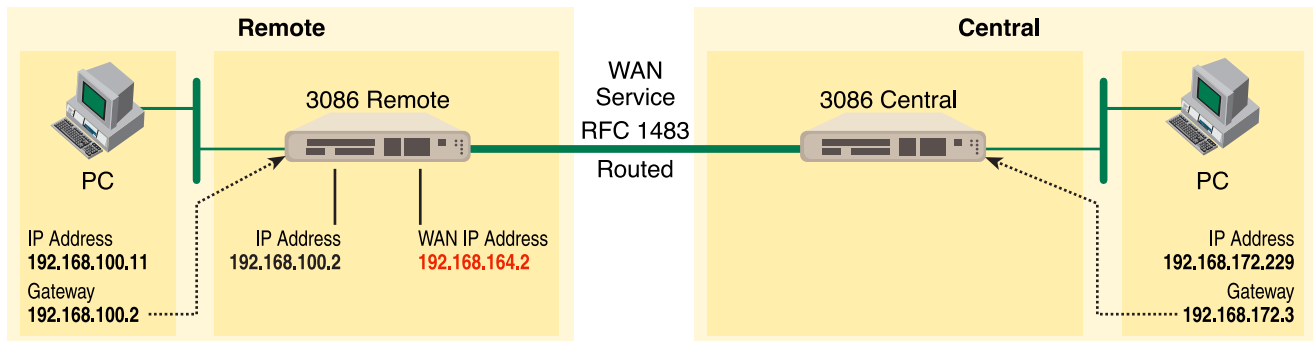 Remote
PC
IP Address
192.168.100.11
Gateway
192.168.100.2
3086 Remote
IP Address
192.168.100.2
WAN IP Address
192.168.164.2
WAN
Service
RFC 1483
Routed
Central
3086 Central
PC
IP Address
192.168.172.229
Gateway
192.168.172.3